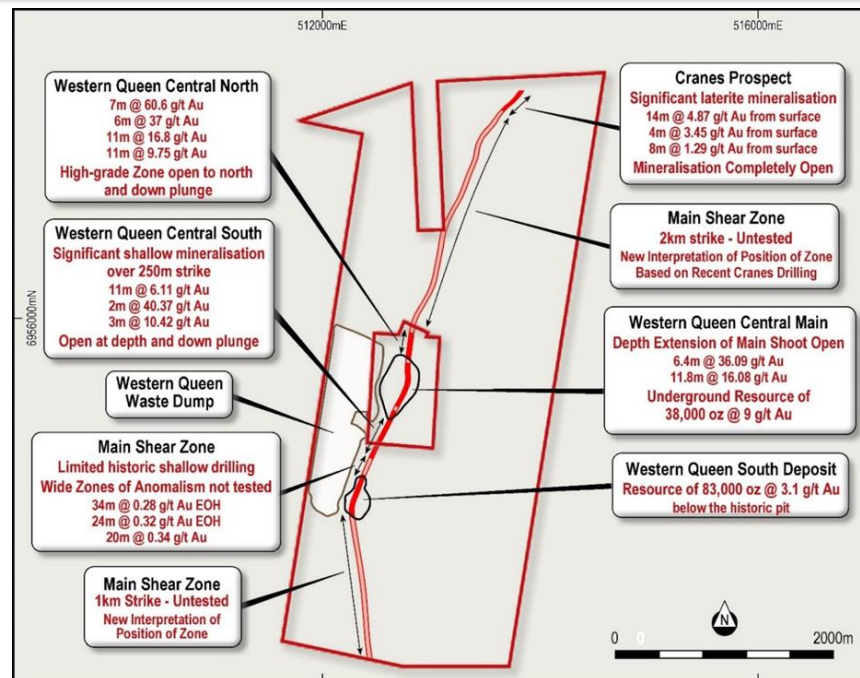 512000mE
516000mE
6956000mN
Western Queen Central North
7m @ 60.6 g/t Au
6m @ 37 g/t Au
11m @ 16.8 g/t Au
11m @ 9.75 g/t Au
High-grade Zone open to north
and down plunge
Western Queen Central South
Significant shallow mineralisation
over 250m strike
11m @ 6.11 g/t Au
2m @ 40.37 g/t Au
3m @ 10.42 g/t Au
Open at depth and down plunge
Western Queen
Waste Dump
Main Shear Zone
Limited historic shallow drilling
Wide Zones of Anomalism not tested
34m @ 0.28 g/t Au EOH
24m @ 0.32 g/t Au EOH
20m @ 0.34 g/t Au
Main Shear Zone
1km Strike - Untested
New Interpretation of
Position of Zone
Cranes Prospect
Significant laterite mineralisation
14m @ 4.87 g/t Au from surface
4m @ 3.45 g/t Au from surface
8m @ 1.29 g/t Au from surface
Mineralisation Completely Open
Main Shear Zone
2km strike - Untested
New Interpretation of Position of Zone
Based on Recent Cranes Drilling
Western Queen Central Main
Depth Extension of Main Shoot Open
6.4m @ 36.09 g/t Au
11.8m @ 16.08 g/t Au
Underground Resource of
38,000 oz @ 9 g/t Au
Western Queen South Deposit
Resource of 83,000 oz @ 3.1 g/t Au
below the historic pit
N
0 0 2000m